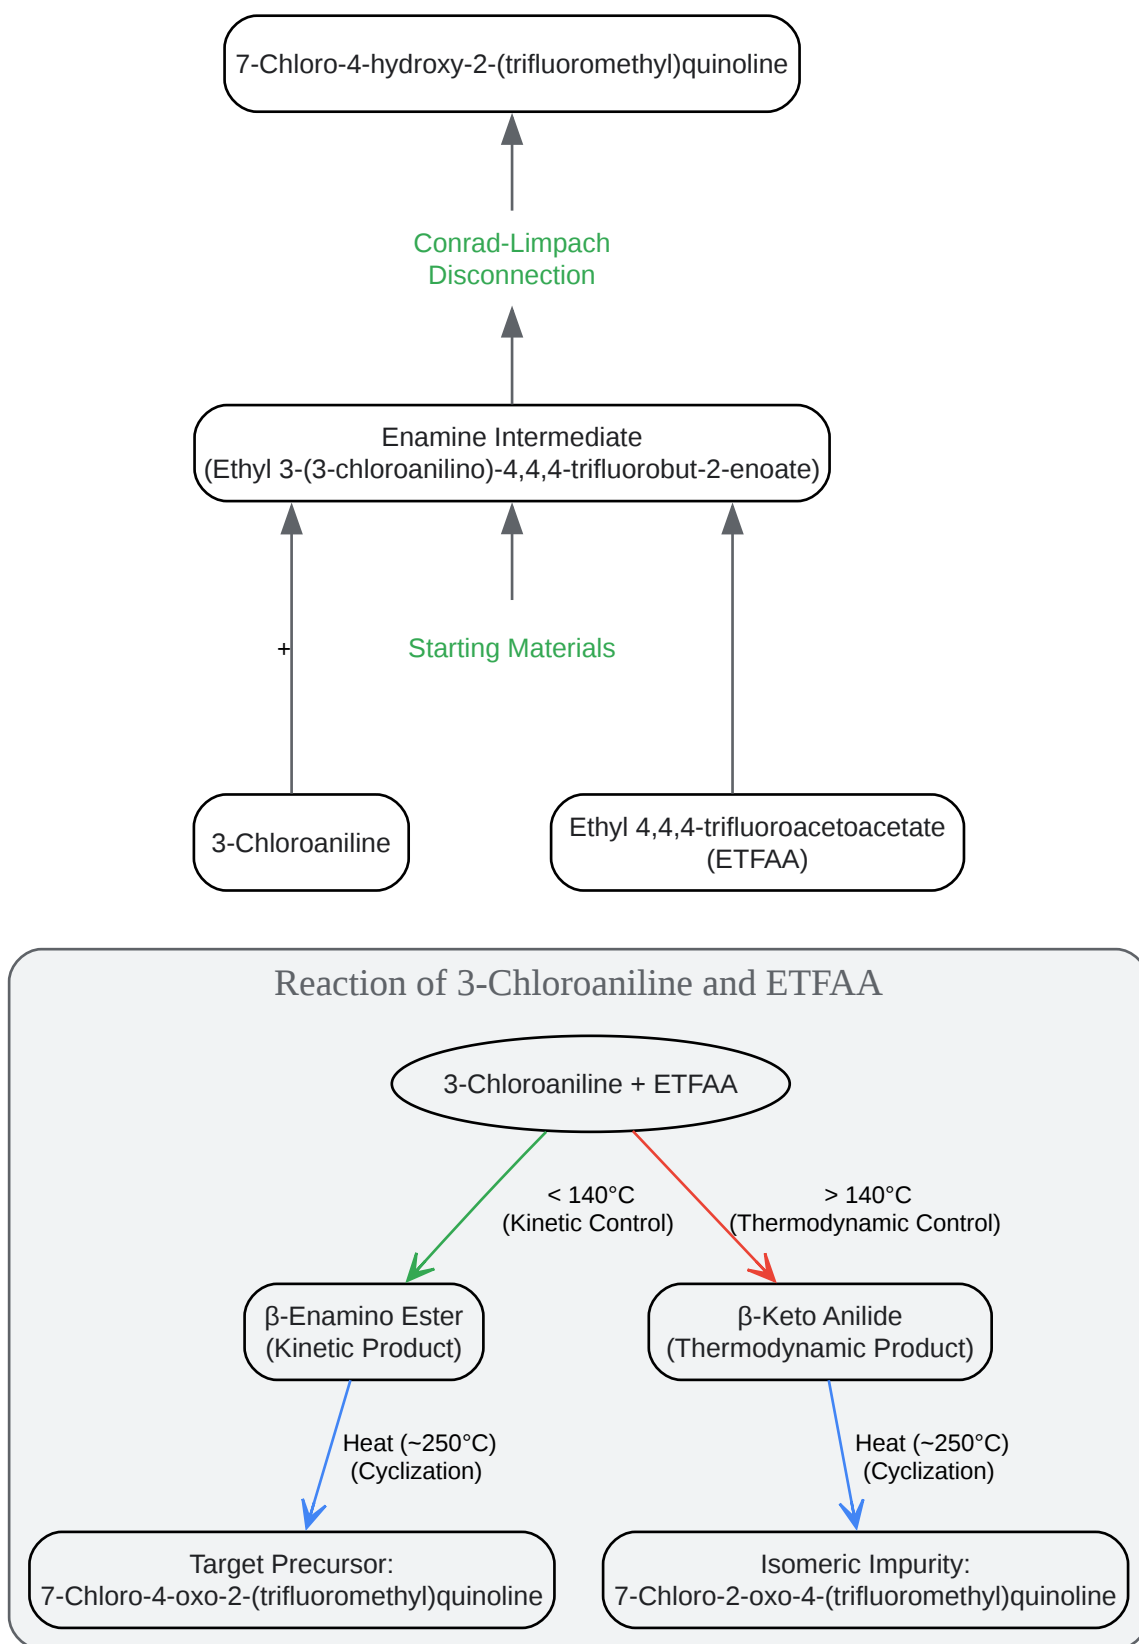 7-Chloro-4-hydroxy-2-(trifluoromethyl)quinoline
Conrad-Limpach
Disconnection
Enamine Intermediate
(Ethyl 3-(3-chloroanilino)-4,4,4-trifluorobut-2-enoate)
+
Starting Materials
3-Chloroaniline
Ethyl 4,4,4-trifluoroacetoacetate
(ETFAA)
Reaction of 3-Chloroaniline and ETFAA
3-Chloroaniline + ETFAA
< 140°C
(Kinetic Control)
> 140°C
(Thermodynamic Control)
β-Enamino Ester
(Kinetic Product)
β-Keto Anilide
(Thermodynamic Product)
Heat (~250°C)
(Cyclization)
Heat (~250°C)
(Cyclization)
Target Precursor:
7-Chloro-4-oxo-2-(trifluoromethyl)quinoline
Isomeric Impurity:
7-Chloro-2-oxo-4-(trifluoromethyl)quinoline